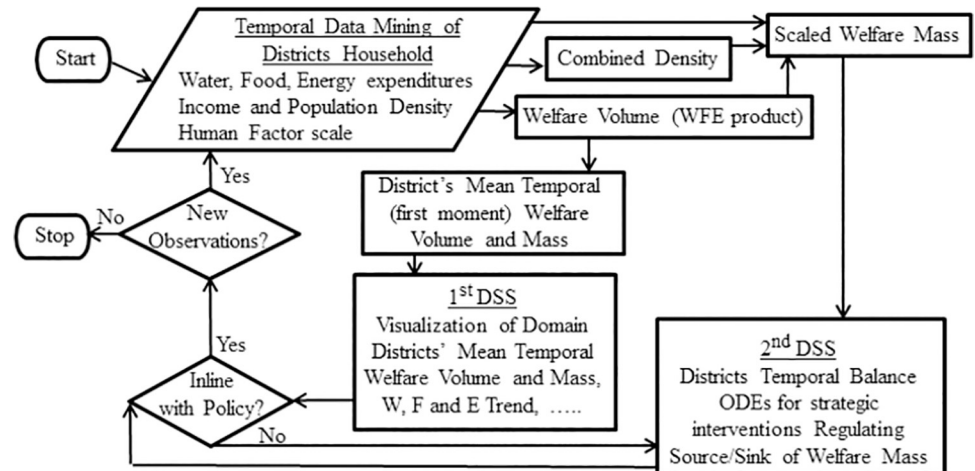 Start
Temporal Data Mining of
Districts Household
Water, Food, Energy expenditures
Income and Population Density
Human Factor scale
Scaled Welfare Mass
Combined Density
Welfare Volume (WFE product)
District's Mean Temporal
(first moment) Welfare
Volume and Mass
Yes
No
New
Observations?
Stop
1st DSS
Visualization of Domain
Districts' Mean Temporal
Welfare Volume and Mass,
W, F and E Trend, .....
Yes
Inline
with Policy?
No
2nd DSS
Districts Temporal Balance
ODEs for strategic
interventions Regulating
Source/Sink of Welfare Mass